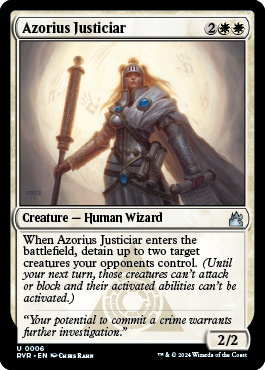 Azorius Justiciar 2
Creature — Human Wizard
When Azorius Justiciar enters the
battlefield, detain up to two target
creatures your opponents control. (Until
your next turn, those creatures can't attack
or block and their activated abilities can't be
activated.)
"Your potential to commit a crime warrants
further investigation."
2/2
U 0006
RVR • EN Chris Rahn
™ & © 2024 Wizards of the Coast